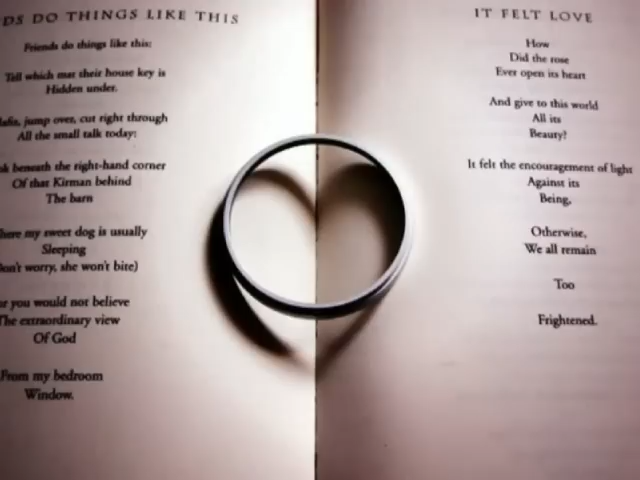 DS DO THINGS LIKE THIS
Friends do things like this:
Tell which mat their house key is
Hidden under.
jump over, cut right through
All the small talk today:
beneath the right-hand corner
Of that Kirman behind
The barn
here my sweet dog is usually
Sleeping
on't worry, she won't bite)
you would not believe
The extraordinary view
Of God
From my bedroom
Window.
IT FELT LOVE
How
Did the rose
Ever open its heart
And give to this world
All its
Beauty?
It felt the encouragement of light
Against its
Being,
Otherwise,
We all remain
Too
Frightened.